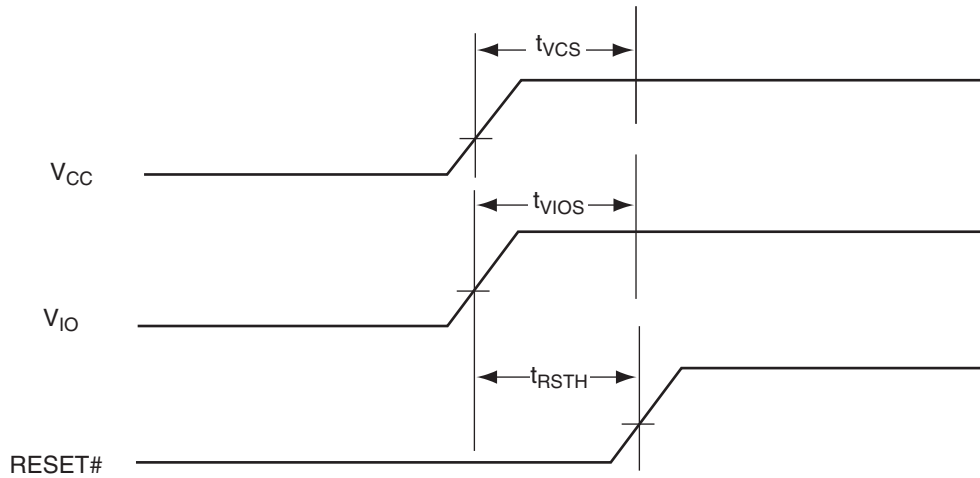 tVCS
VCC
tVIOS
VIO
tRSTH
RESET#